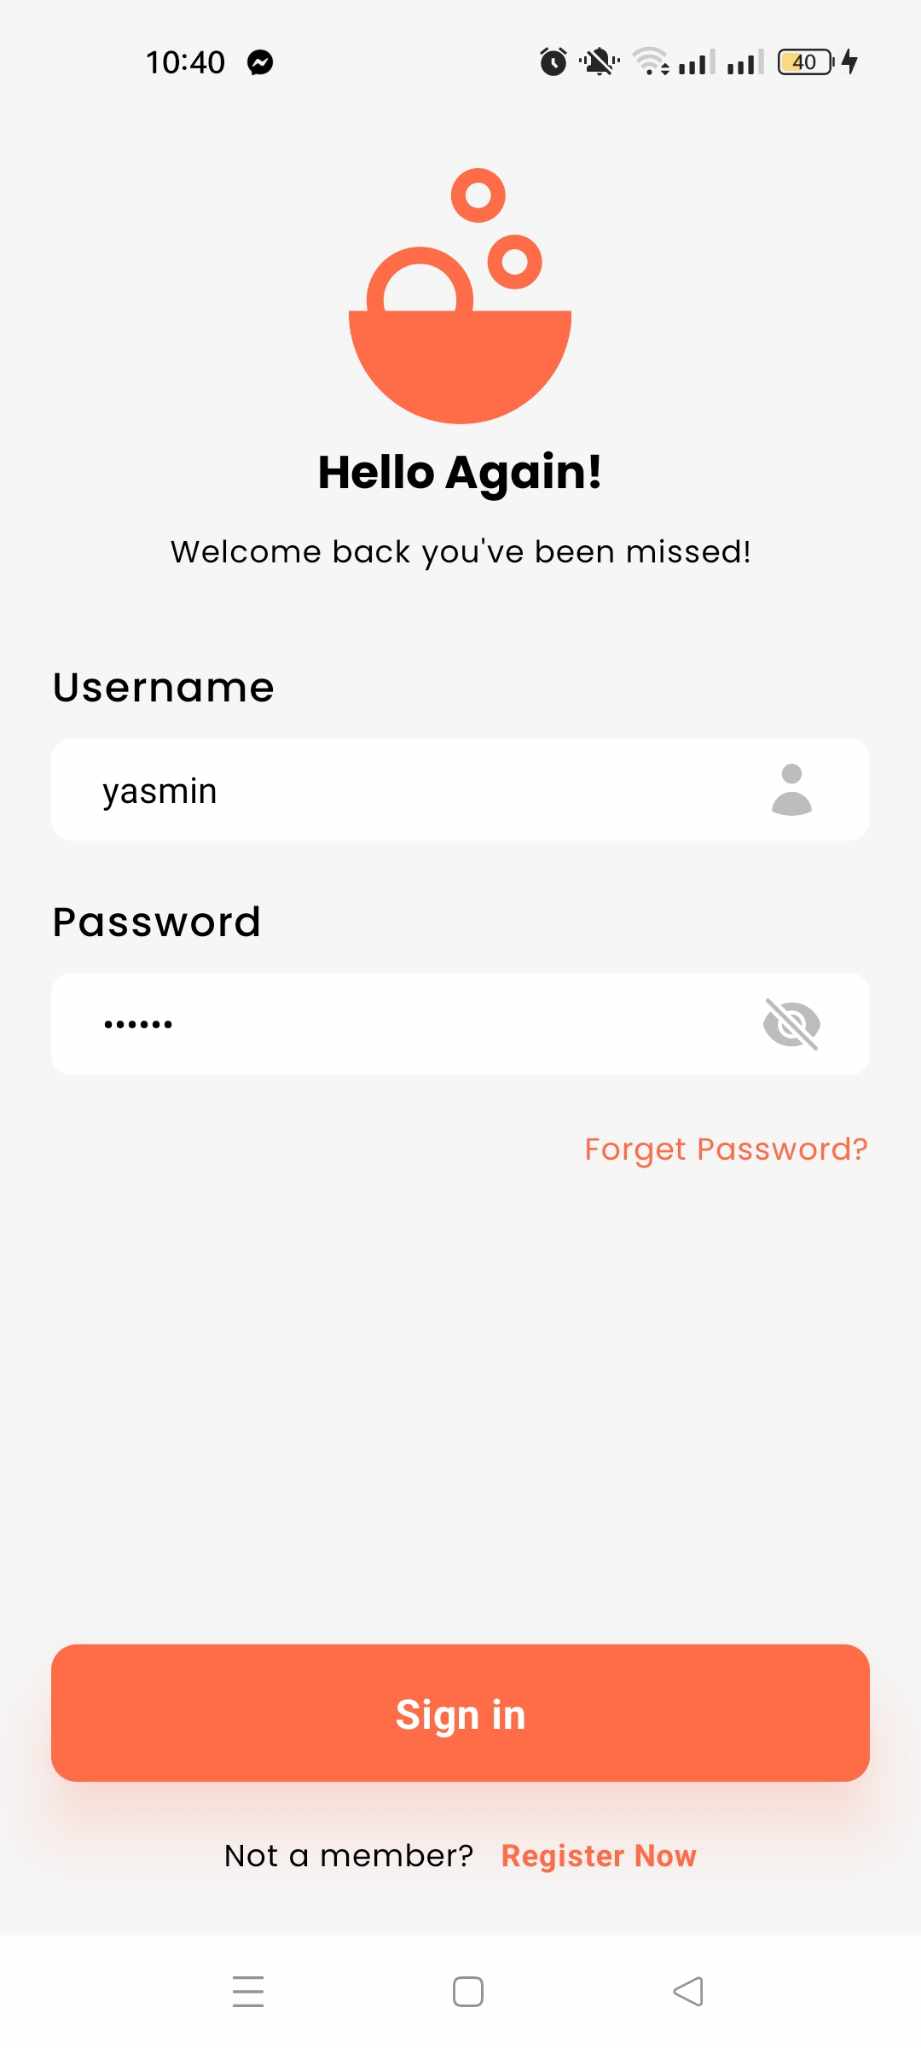 10:40
40
Hello Again!
Welcome back you've been missed!
Username
yasmin
Password
••••••
Forget Password?
Sign in
Not a member? Register Now